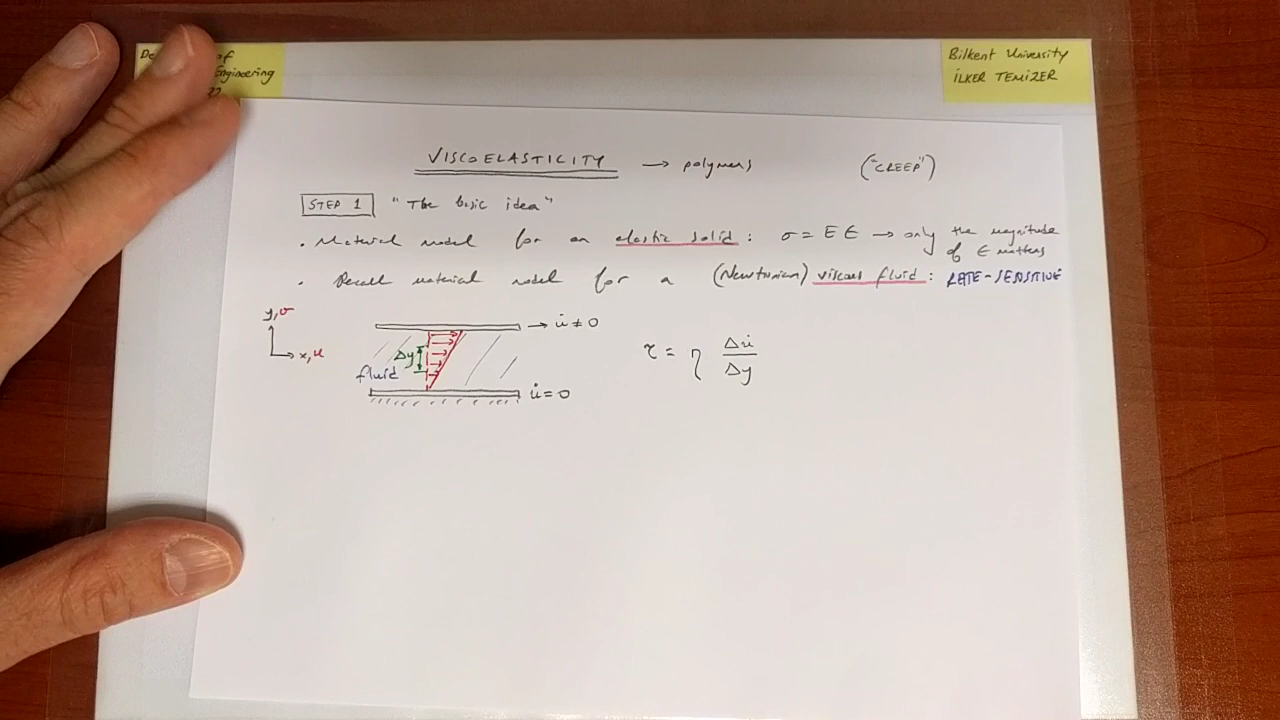 of
Engineering
Bilkent University
İLKER TEMİZER
VISCOELASTICITY → polymers ("CREEP")
STEP 1 "The basic idea"
• Material model for an elastic solid: σ = E ϵ → only the magnitude of ϵ matters
• Recall material model for a (Newtonian) viscous fluid: RATE-SENSITIVE
y,v
x,u
fluid
Δy
→ u̇ ≠ 0
u̇ = 0
τ = η Δu̇ / Δy